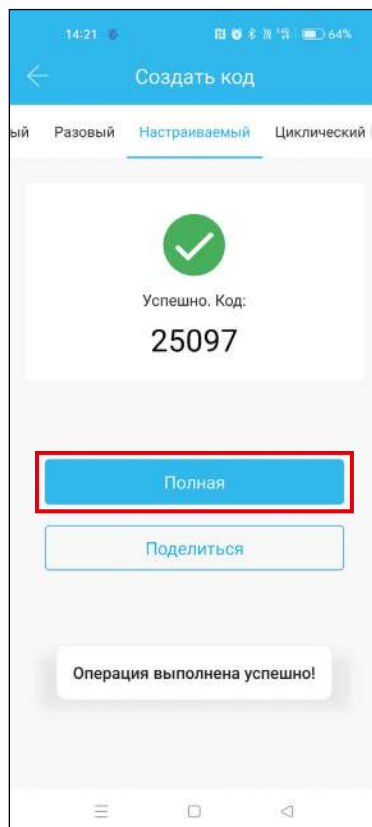 14:21 64%
Создать код
ый Разовый Настраиваемый Циклический
Успешно. Код:
25097
Полная
Поделиться
Операция выполнена успешно!